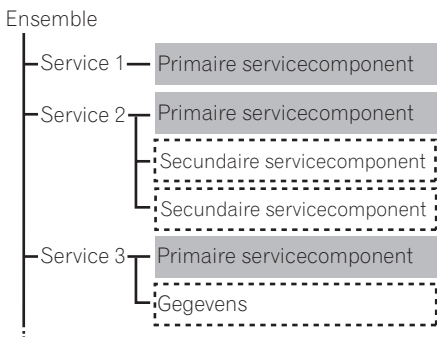 Ensemble
Service 1 Primaire servicecomponent
Service 2 Primaire servicecomponent
Secundaire servicecomponent
Secundaire servicecomponent
Service 3 Primaire servicecomponent
Gegevens